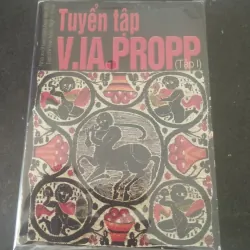 Tuyển tập
V.IA.PROPP
(Tập I)